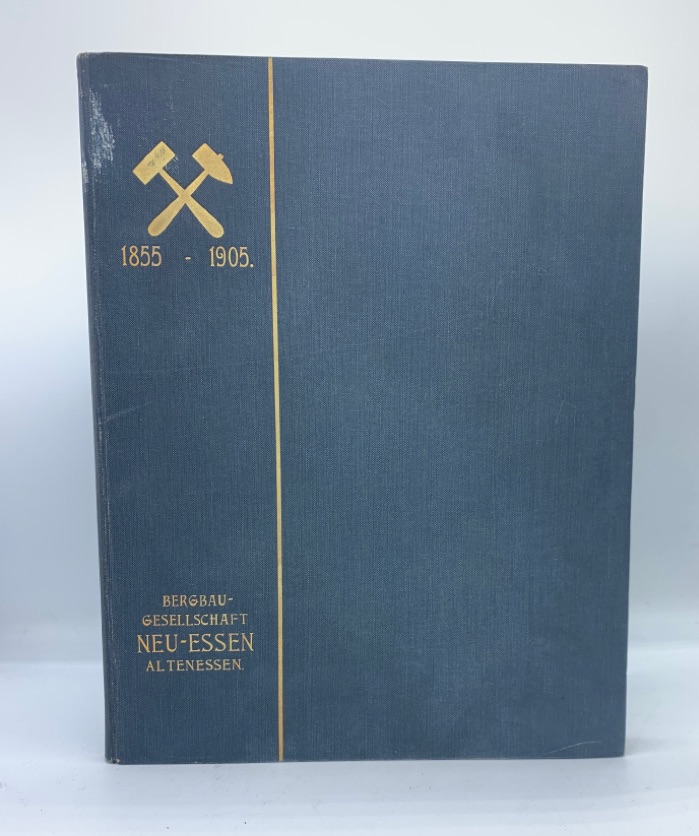 1855 - 1905.
BERGBAU-
GESELLSCHAFT
NEU-ESSEN
ALTENESSEN.